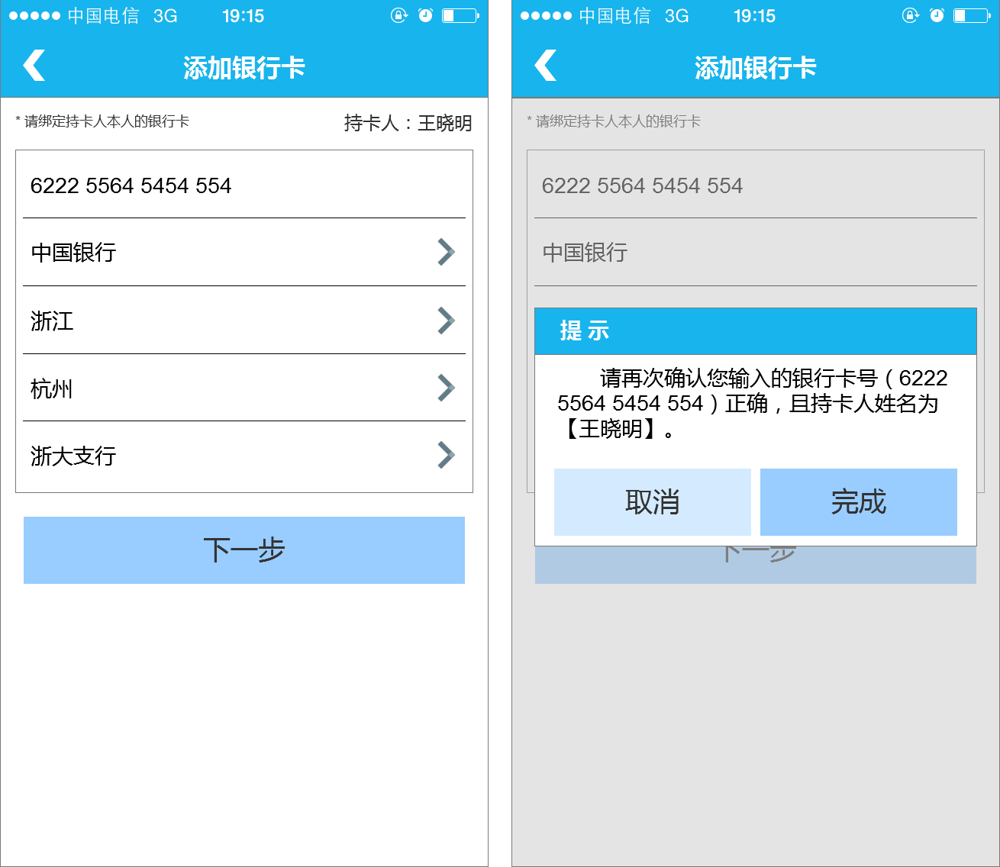 中国电信 3G 19:15
添加银行卡
* 请绑定持卡人本人的银行卡
持卡人：王晓明
6222 5564 5454 554
中国银行
浙江
杭州
浙大支行
下一步
中国电信 3G 19:15
添加银行卡
* 请绑定持卡人本人的银行卡
6222 5564 5454 554
中国银行
提 示
请再次确认您输入的银行卡号（6222
5564 5454 554）正确，且持卡人姓名为
【王晓明】。
取消
完成
下一步